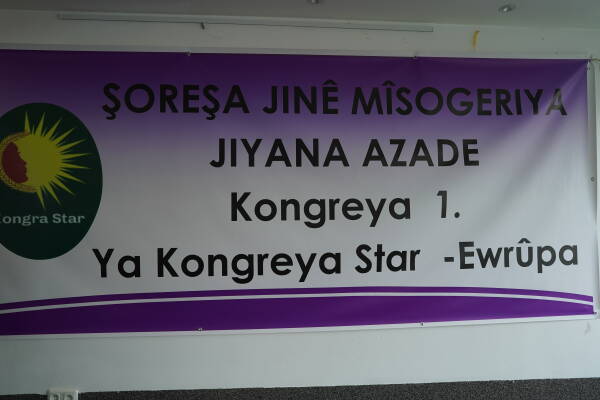 ŞOREŞA JINÊ MÎSOGERIYA
JIYANA AZADE
Kongreya 1.
Ya Kongreya Star -Ewrûpa
Kongra Star